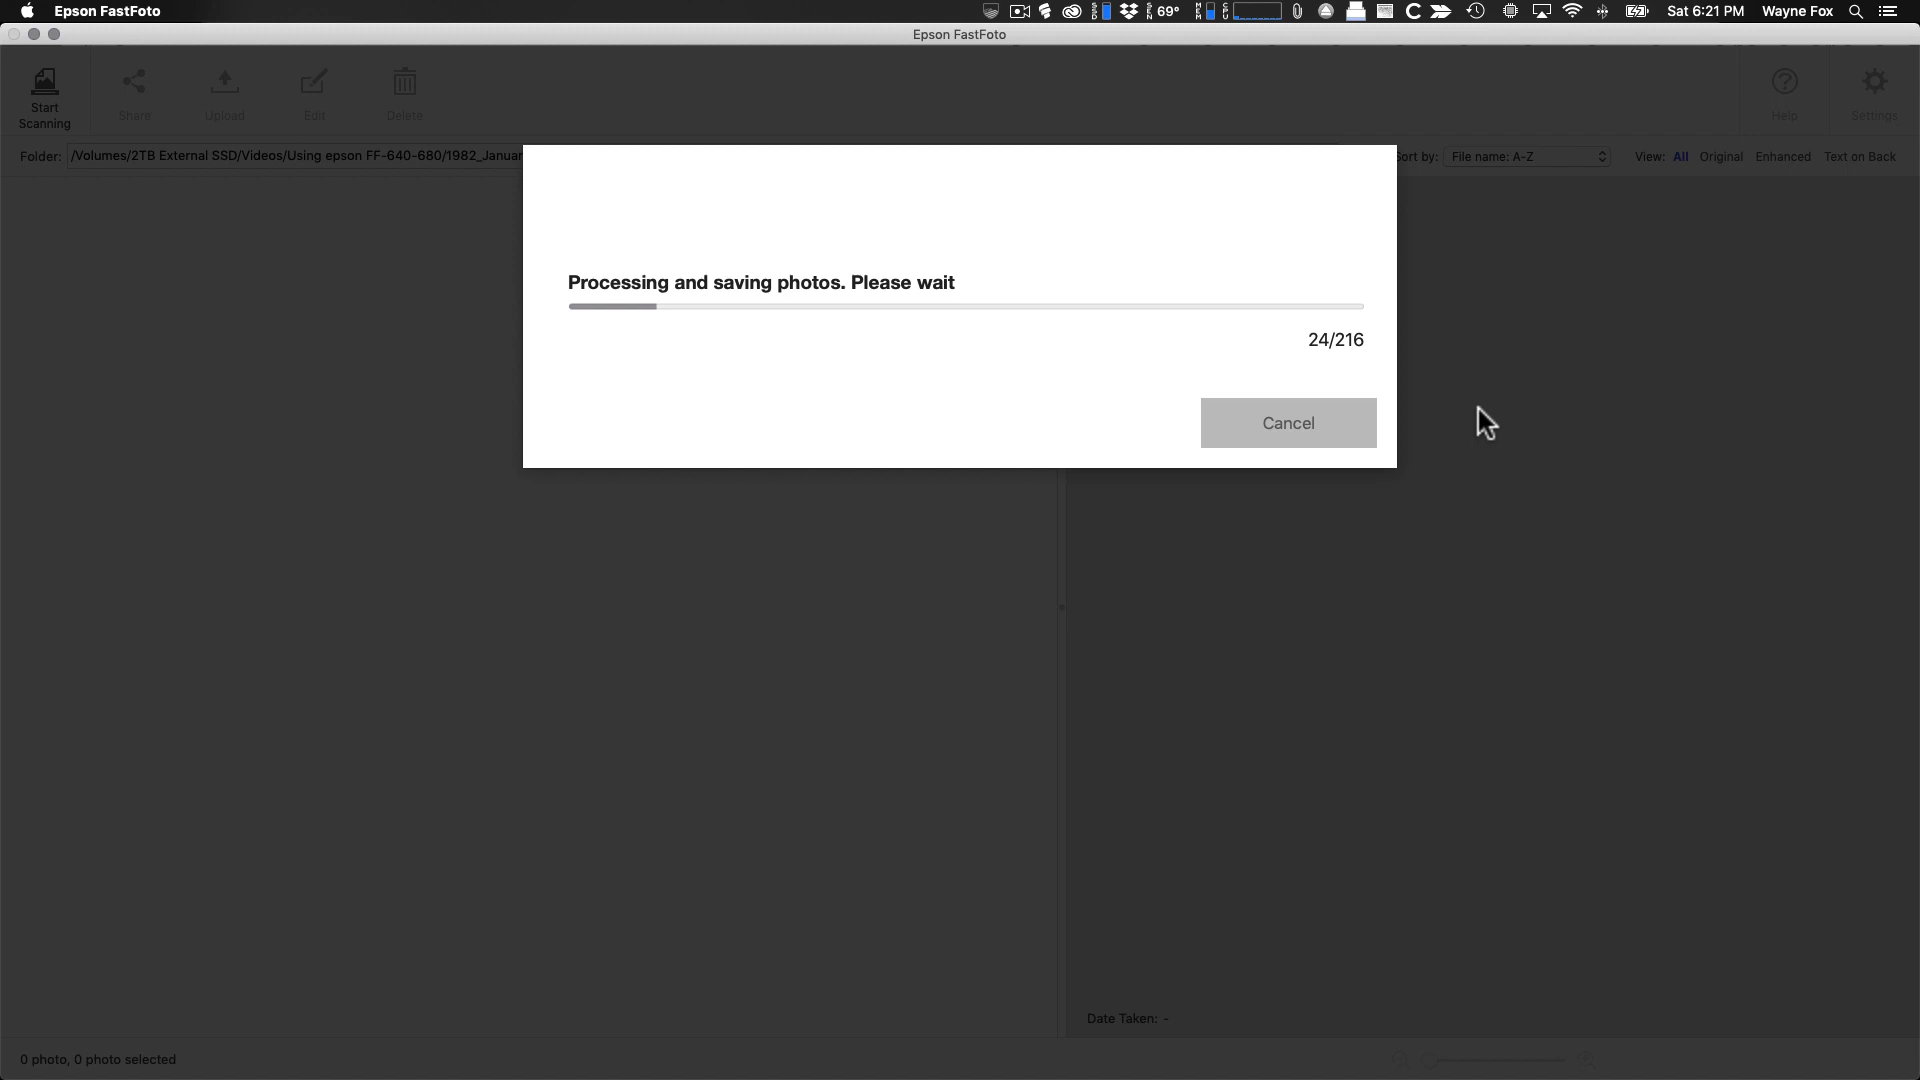 Epson FastFoto
69°
Sat 6:21 PM
Wayne Fox
Epson FastFoto
Start
Scanning
Share
Upload
Edit
Delete
Help
Settings
Folder: /Volumes/2TB External SSD/Videos/Using epson FF-640-680/1982_Januar
ort by: File name: A-Z
View: All Original Enhanced Text on Back
Processing and saving photos. Please wait
24/216
Cancel
Date Taken: -
0 photo, 0 photo selected